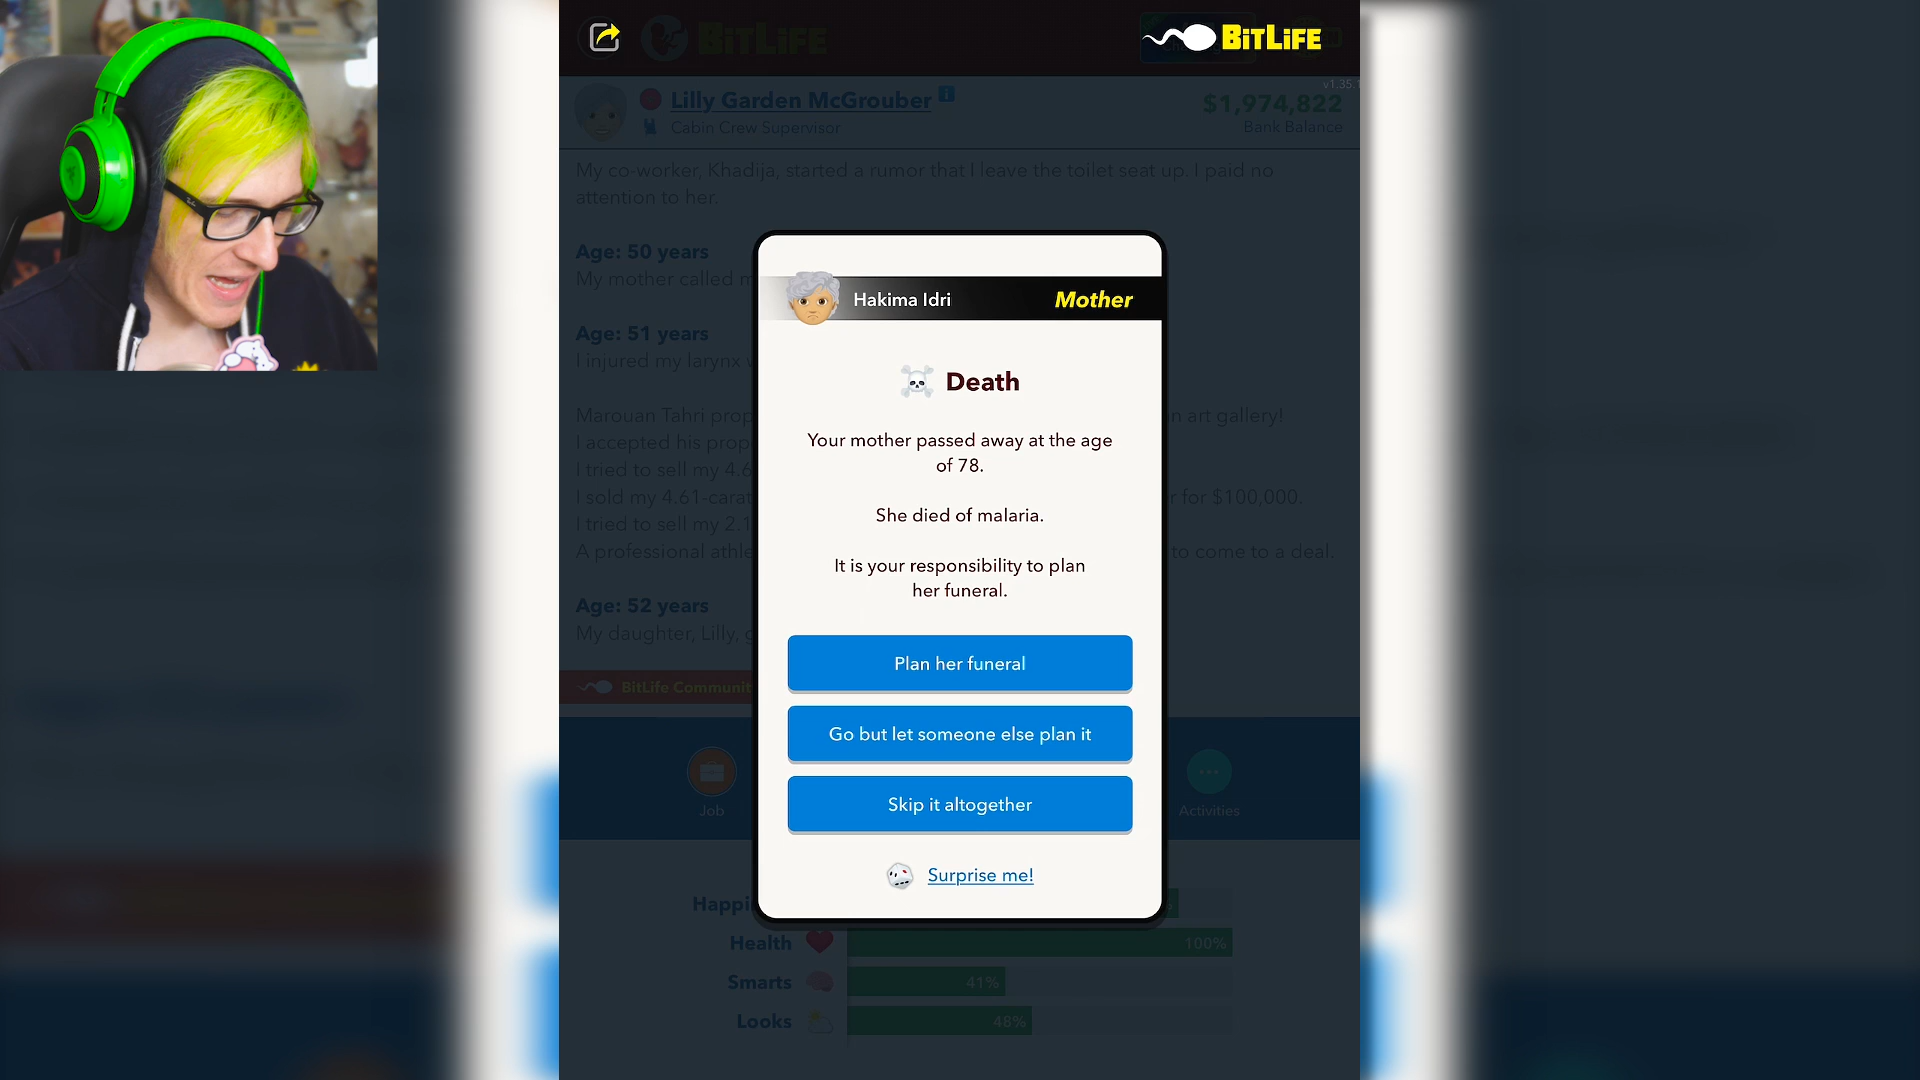 BitLife
BitLife
v1.35.1
Lilly Garden McGrouber
$1,974,822
Cabin Crew Supervisor
Bank Balance
My co-worker, Khadija, started a rumor that I leave the toilet seat up. I paid no
attention to her.
Age: 50 years
My mother called m
Age: 51 years
I injured my larynx w
Marouan Tahri prop
n art gallery!
I accepted his prop
I tried to sell my 4.6
I sold my 4.61-carat
r for $100,000.
I tried to sell my 2.1
A professional athle
to come to a deal.
Age: 52 years
My daughter, Lilly, g
BitLife Communit
Hakima Idri
Mother
Death
Your mother passed away at the age
of 78.
She died of malaria.
It is your responsibility to plan
her funeral.
Plan her funeral
Go but let someone else plan it
Skip it altogether
Surprise me!
Job
Activities
Happi
Health
100%
Smarts
41%
Looks
48%